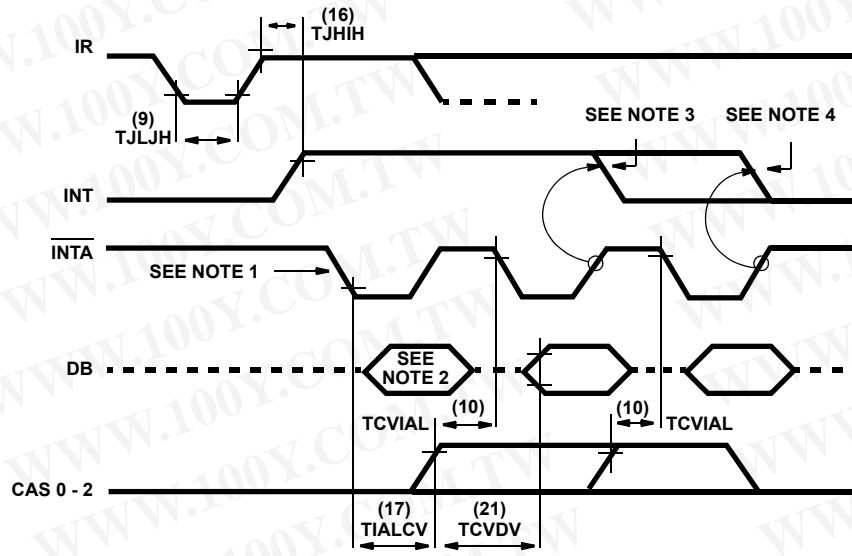 (16)
TJHIH
IR
(9)
TJLJH
SEE NOTE 3
SEE NOTE 4
INT
INTA
SEE NOTE 1
DB
SEE
NOTE 2
(10)
TCVIAL
(10)
TCVIAL
CAS 0 - 2
(17)
TIALCV
(21)
TCVDV
WWW.100Y.COM.TW